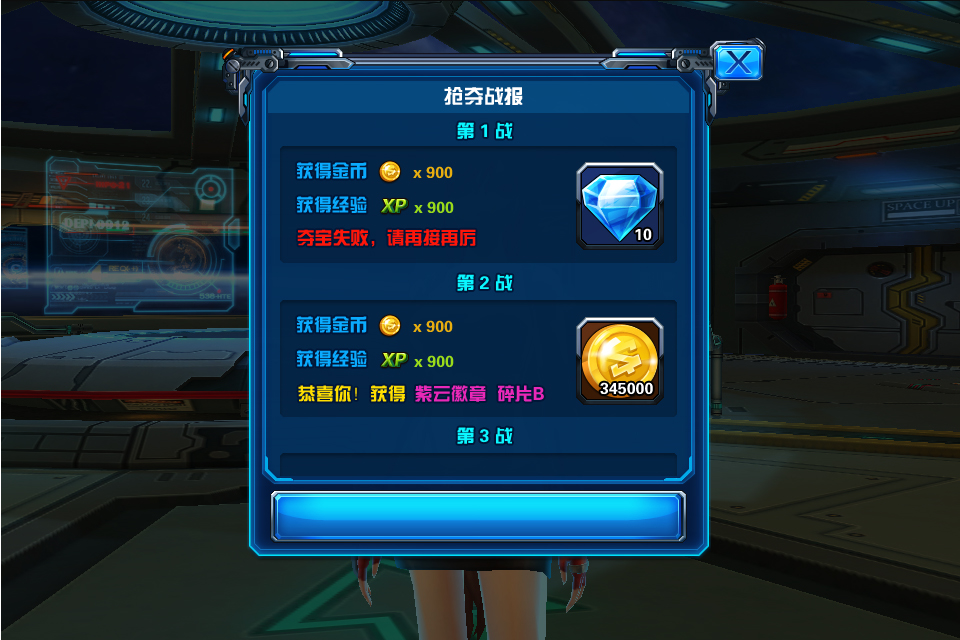 抢夺战报
第 1 战
获得金币 x 900
获得经验 XP x 900
夺宝失败，请再接再厉
10
第 2 战
获得金币 x 900
获得经验 XP x 900
恭喜你！获得 紫云徽章 碎片B
345000
第 3 战
SPACE UP